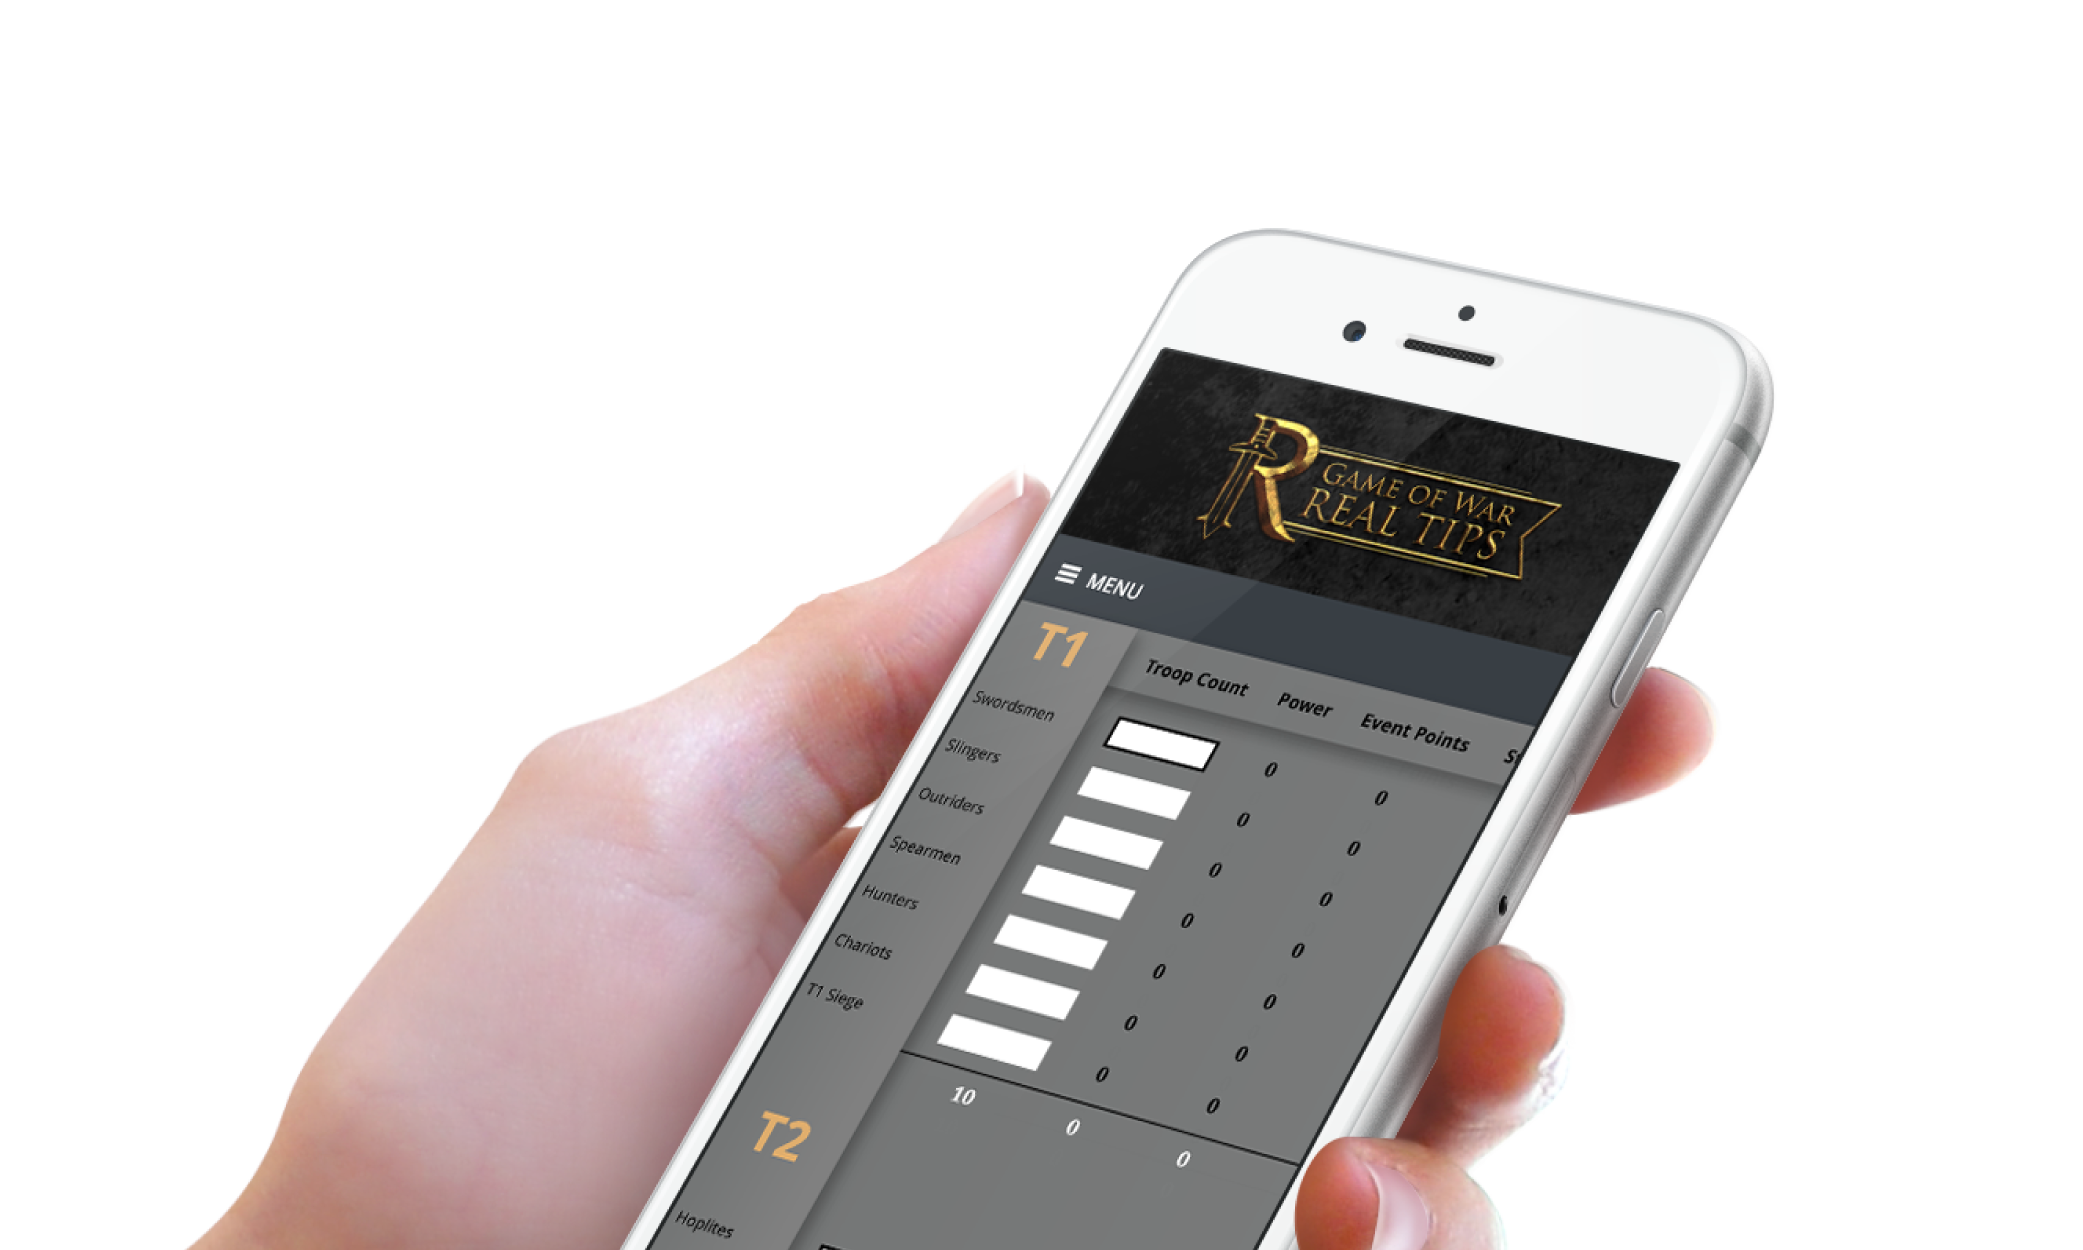 R
GAME OF WAR
REAL TIPS
MENU
T1
Troop Count Power Event Points
Swordsmen 0 0
Slingers 0 0
Outriders 0 0
Spearmen 0 0
Hunters 0 0
Chariots 0 0
T1 Siege 0 0
10 0 0
T2
Hoplites